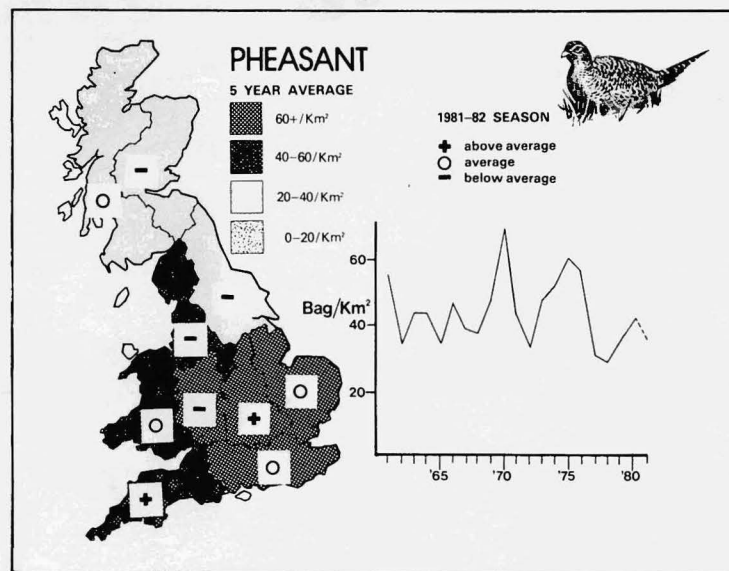 PHEASANT
5 YEAR AVERAGE
60+/Km²
40–60/Km²
20–40/Km²
0–20/Km²
1981–82 SEASON
+ above average
○ average
− below average
Bag/Km²
60
40
20
'65 '70 '75 '80